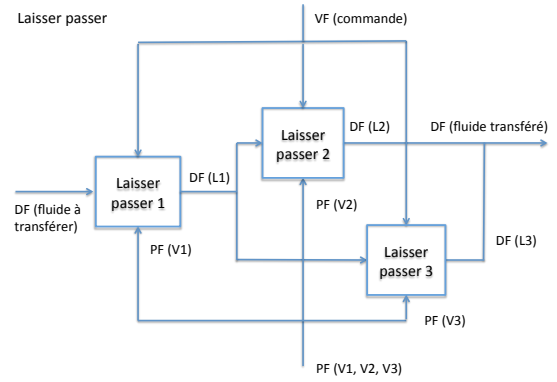 Laisser passer
VF (commande)
Laisser
passer 2
DF (L2)
DF (fluide transféré)
Laisser
passer 1
DF (L1)
DF (fluide à
transférer)
PF (V2)
PF (V1)
Laisser
passer 3
DF (L3)
PF (V3)
PF (V1, V2, V3)